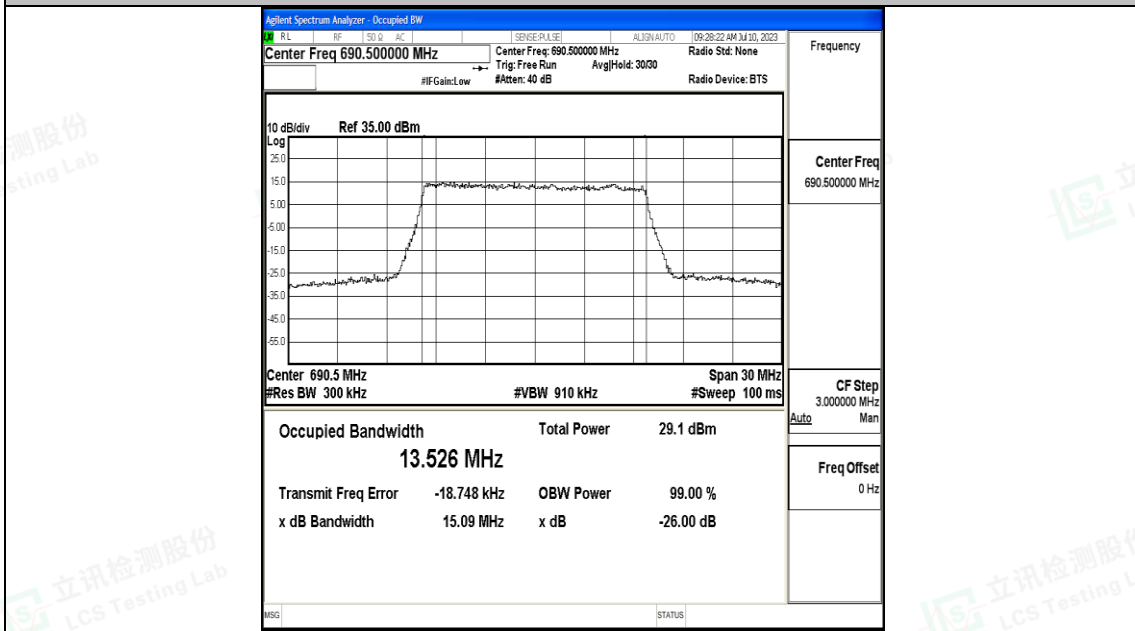 Agilent Spectrum Analyzer - Occupied BW
RL RF 50 Ω AC SENSE:PULSE ALIGN AUTO 09:28:22 AM Jul 10, 2023
Center Freq 690.500000 MHz
Center Freq: 690.500000 MHz
Radio Std: None
Trig: Free Run Avg|Hold: 30/30
#IFGain:Low #Atten: 40 dB Radio Device: BTS
10 dB/div Ref 35.00 dBm
Log
25.0
15.0
5.00
-5.00
-15.0
-25.0
-35.0
-45.0
-55.0
Center 690.5 MHz Span 30 MHz
#Res BW 300 kHz #VBW 910 kHz #Sweep 100 ms
Occupied Bandwidth Total Power 29.1 dBm
13.526 MHz
Transmit Freq Error -18.748 kHz OBW Power 99.00 %
x dB Bandwidth 15.09 MHz x dB -26.00 dB
MSG STATUS
Frequency
Center Freq
690.500000 MHz
CF Step
3.000000 MHz
Auto Man
Freq Offset
0 Hz
立讯检测股份
LCS Testing Lab